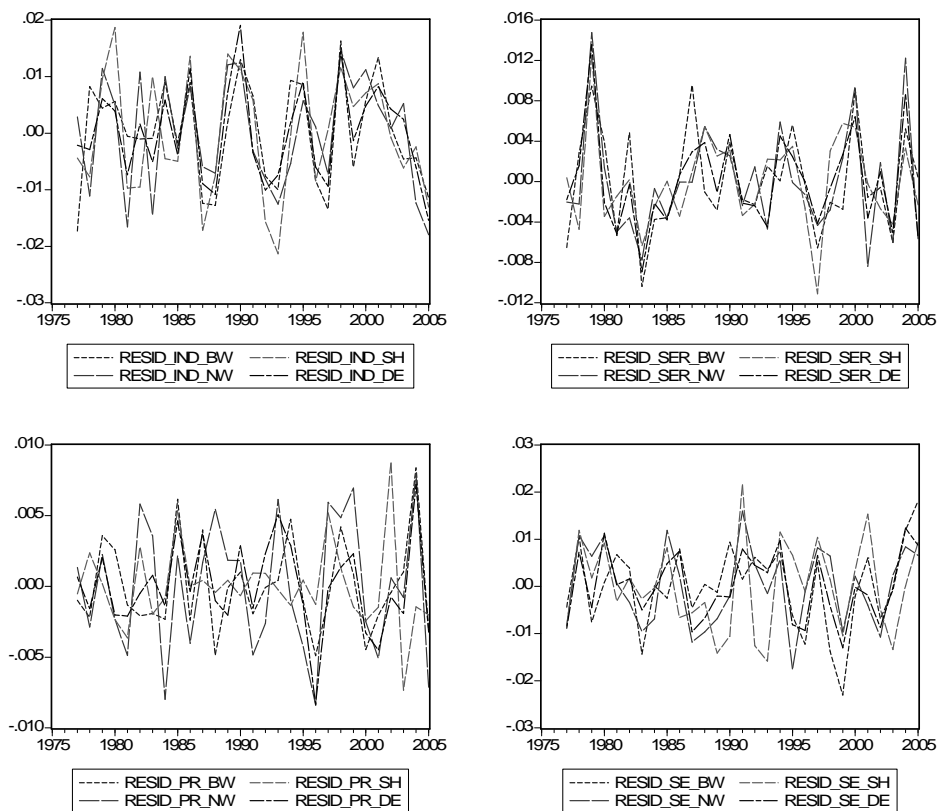 .02
.01
.00
-.01
-.02
-.03
1975 1980 1985 1990 1995 2000 2005
RESID_IND_BW RESID_IND_SH
RESID_IND_NW RESID_IND_DE
.016
.012
.008
.004
.000
-.004
-.008
-.012
1975 1980 1985 1990 1995 2000 2005
RESID_SER_BW RESID_SER_SH
RESID_SER_NW RESID_SER_DE
.010
.005
.000
-.005
-.010
1975 1980 1985 1990 1995 2000 2005
RESID_PR_BW RESID_PR_SH
RESID_PR_NW RESID_PR_DE
.03
.02
.01
.00
-.01
-.02
-.03
1975 1980 1985 1990 1995 2000 2005
RESID_SE_BW RESID_SE_SH
RESID_SE_NW RESID_SE_DE